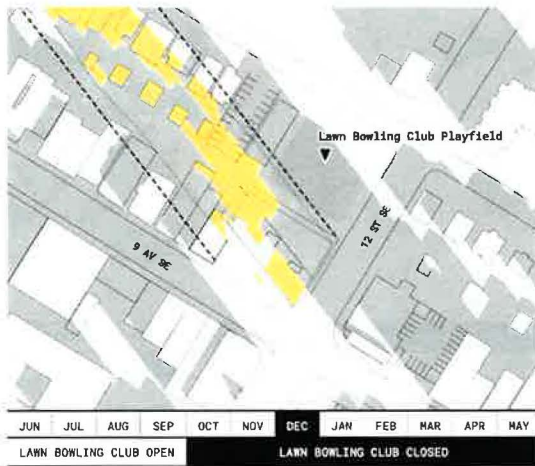 Lawn Bowling Club Playfield
12 ST SE
9 AV SE
JUN JUL AUG SEP OCT NOV DEC JAN FEB MAR APR MAY
LAWN BOWLING CLUB OPEN LAWN BOWLING CLUB CLOSED